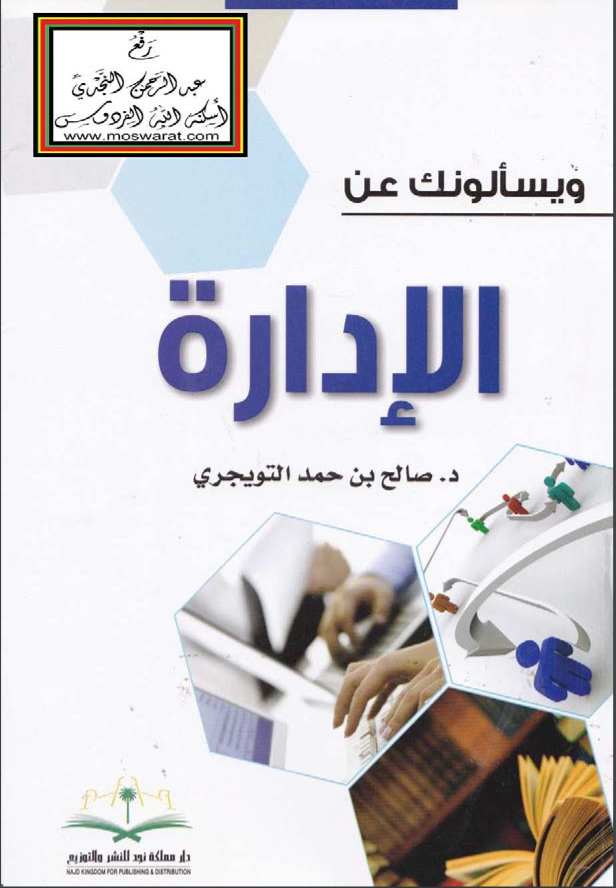 رفع
عبد الرحمن النجدي
أسكنه الله الفردوس
www.moswarat.com
ويسألونك عن
الإدارة
د. صالح بن حمد التويجري
دار مملكة نجد للنشر والتوزيع
NAJD KINGDOM FOR PUBLISHING & DISTRIBUTION